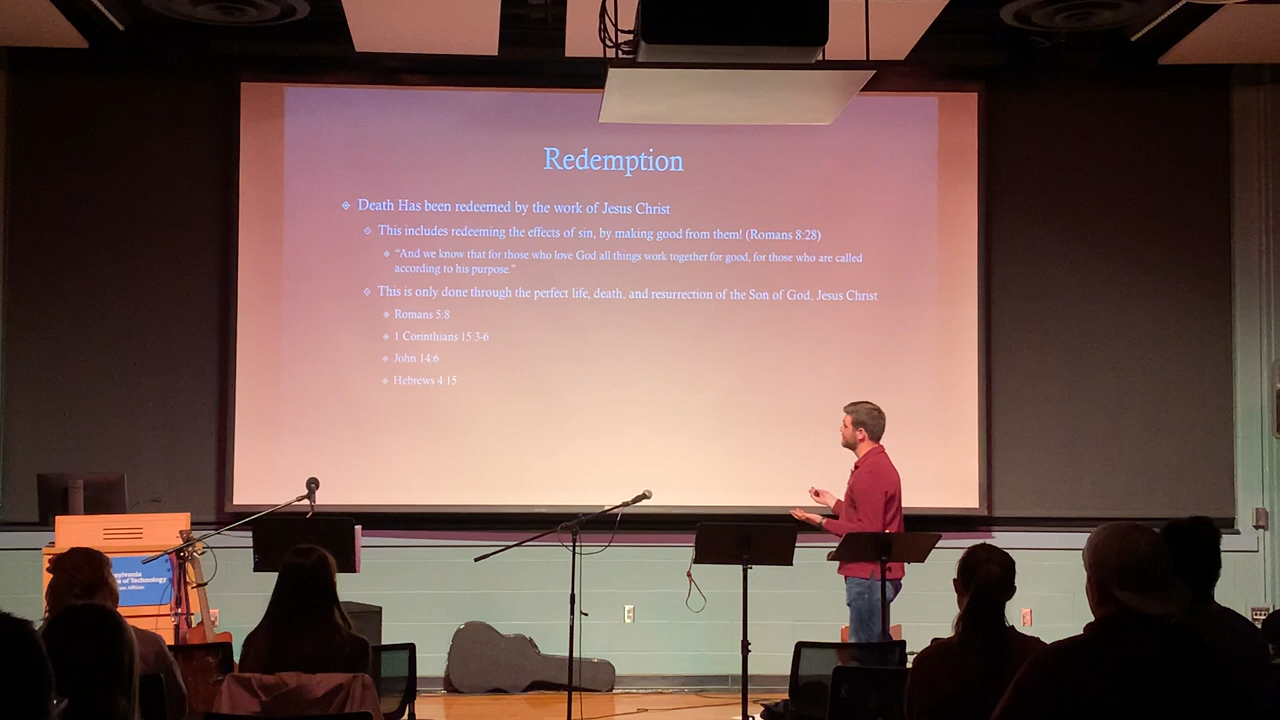 Redemption
Death Has been redeemed by the work of Jesus Christ
This includes redeeming the effects of sin, by making good from them! (Romans 8:28)
“And we know that for those who love God all things work together for good, for those who are called
according to his purpose.”
This is only done through the perfect life, death, and resurrection of the Son of God, Jesus Christ
Romans 5:8
1 Corinthians 15:3-6
John 14:6
Hebrews 4:15
of Technology